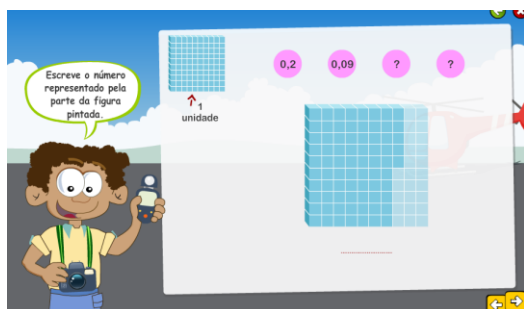 Escreve o número
representado pela
parte da figura
pintada.
1
unidade
0,2 0,09 ? ?